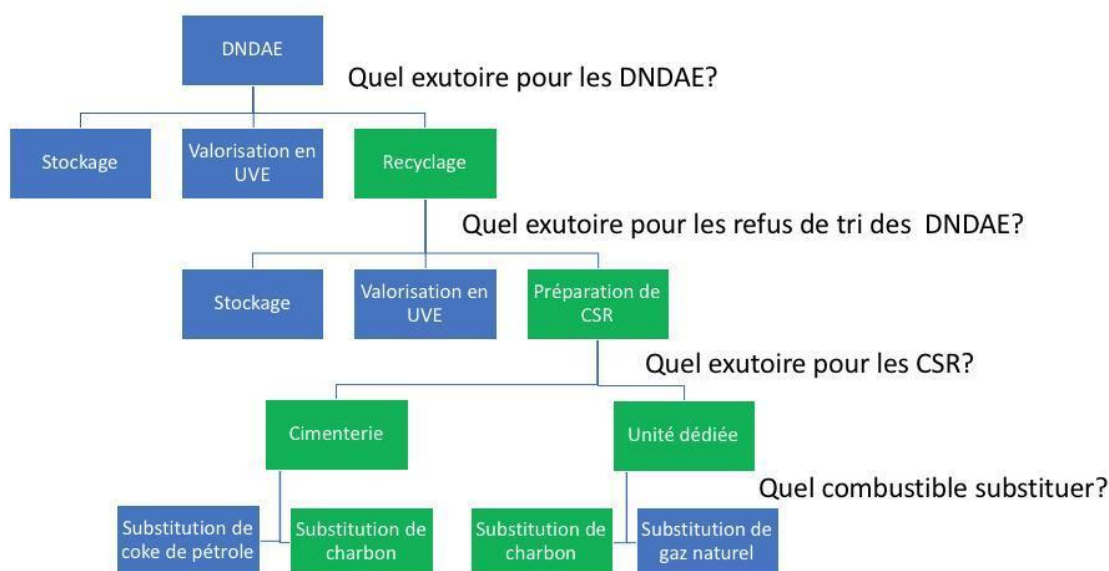 DNDAE
Quel exutoire pour les DNDAE?
Stockage
Valorisation en
UVE
Recyclage
Quel exutoire pour les refus de tri des DNDAE?
Stockage
Valorisation en
UVE
Préparation de
CSR
Quel exutoire pour les CSR?
Cimenterie
Unité dédiée
Quel combustible substituer?
Substitution de
coke de pétrole
Substitution de
charbon
Substitution de
charbon
Substitution de
gaz naturel